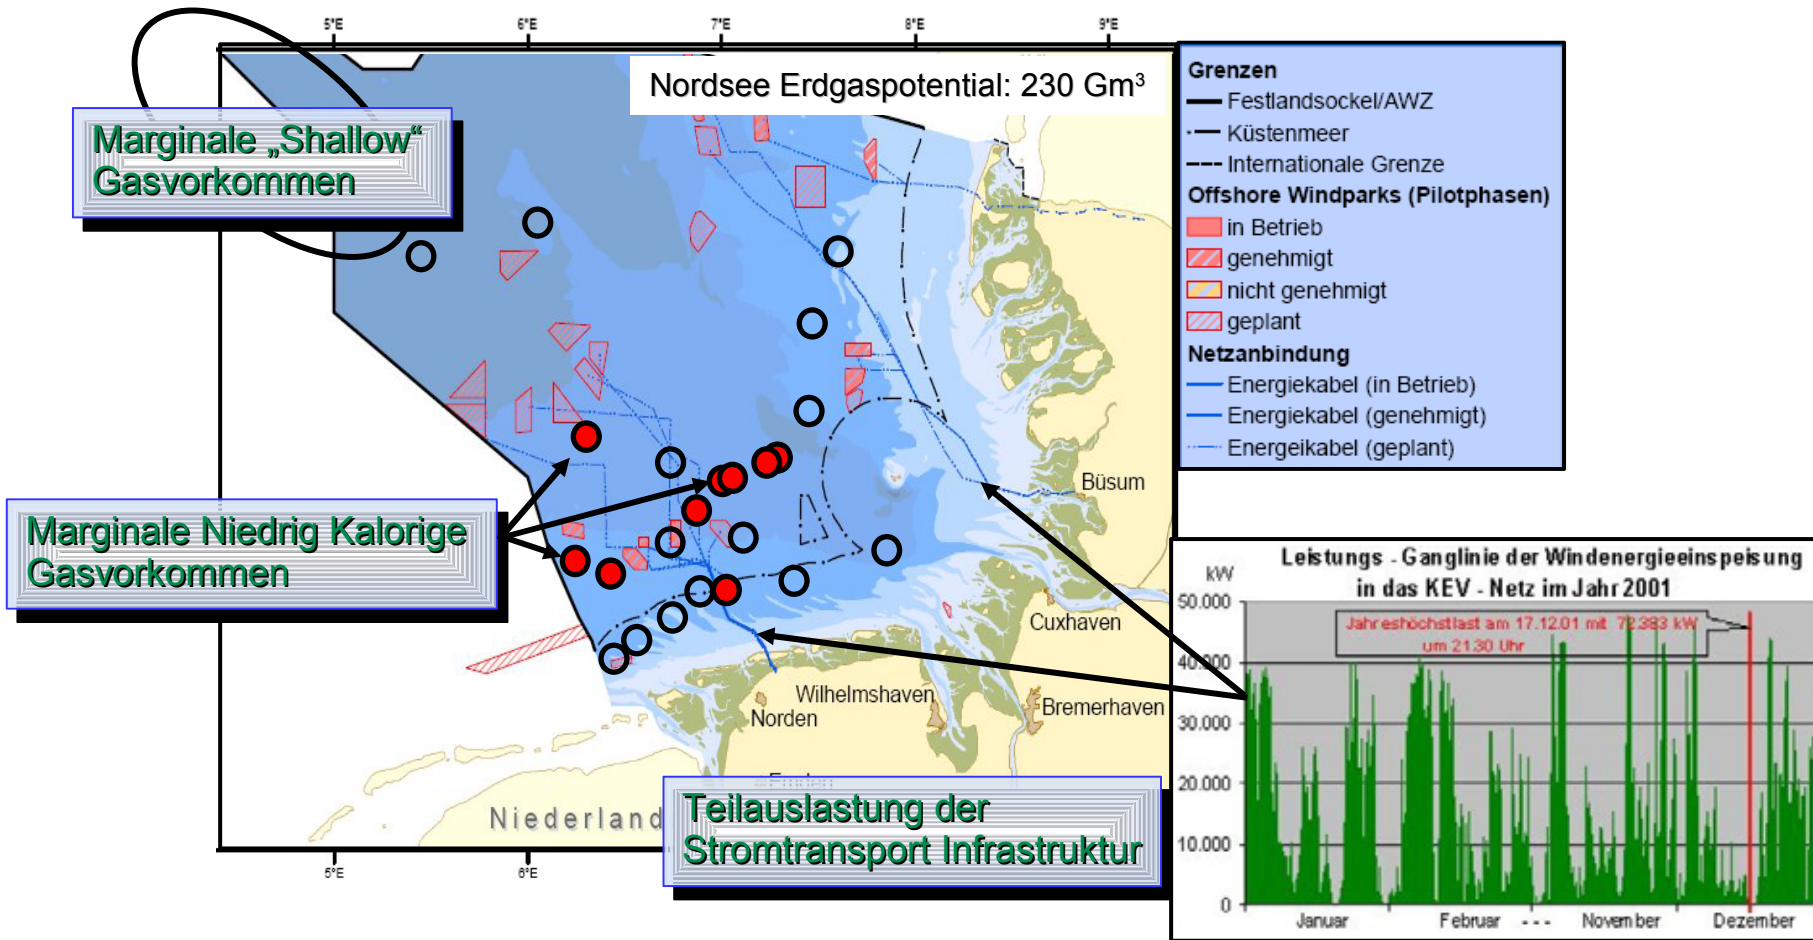 5°E 6°E 7°E 8°E 9°E
Nordsee Erdgaspotential: 230 Gm³
Marginale „Shallow“
Gasvorkommen
Grenzen
Festlandsockel/AWZ
Küstenmeer
Internationale Grenze
Offshore Windparks (Pilotphasen)
in Betrieb
genehmigt
nicht genehmigt
geplant
Netzanbindung
Energiekabel (in Betrieb)
Energiekabel (genehmigt)
Energeikabel (geplant)
Büsum
Marginale Niedrig Kalorige
Gasvorkommen
Cuxhaven
Wilhelmshaven
Bremerhaven
Norden
Emden
Niederland
Teilauslastung der
Stromtransport Infrastruktur
5°E 6°E
Leistungs - Ganglinie der Windenergieeinspeisung
in das KEV - Netz im Jahr 2001
kW
50.000
Jahreshöchstlast am 17.12.01 mit 72.383 kW
um 21.30 Uhr
40.000
30.000
20.000
10.000
0
Januar Februar - - - November Dezember